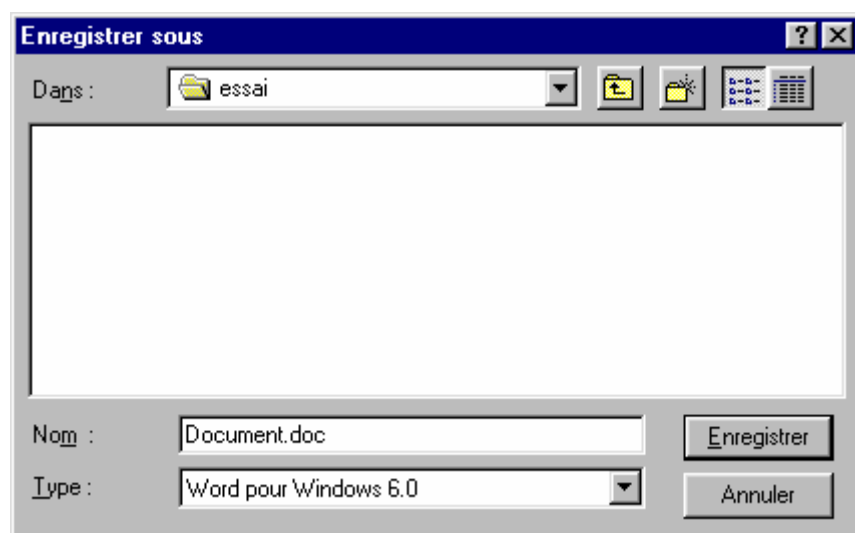 Enregistrer sous
Dans : essai
Nom : Document.doc Enregistrer
Type : Word pour Windows 6.0 Annuler